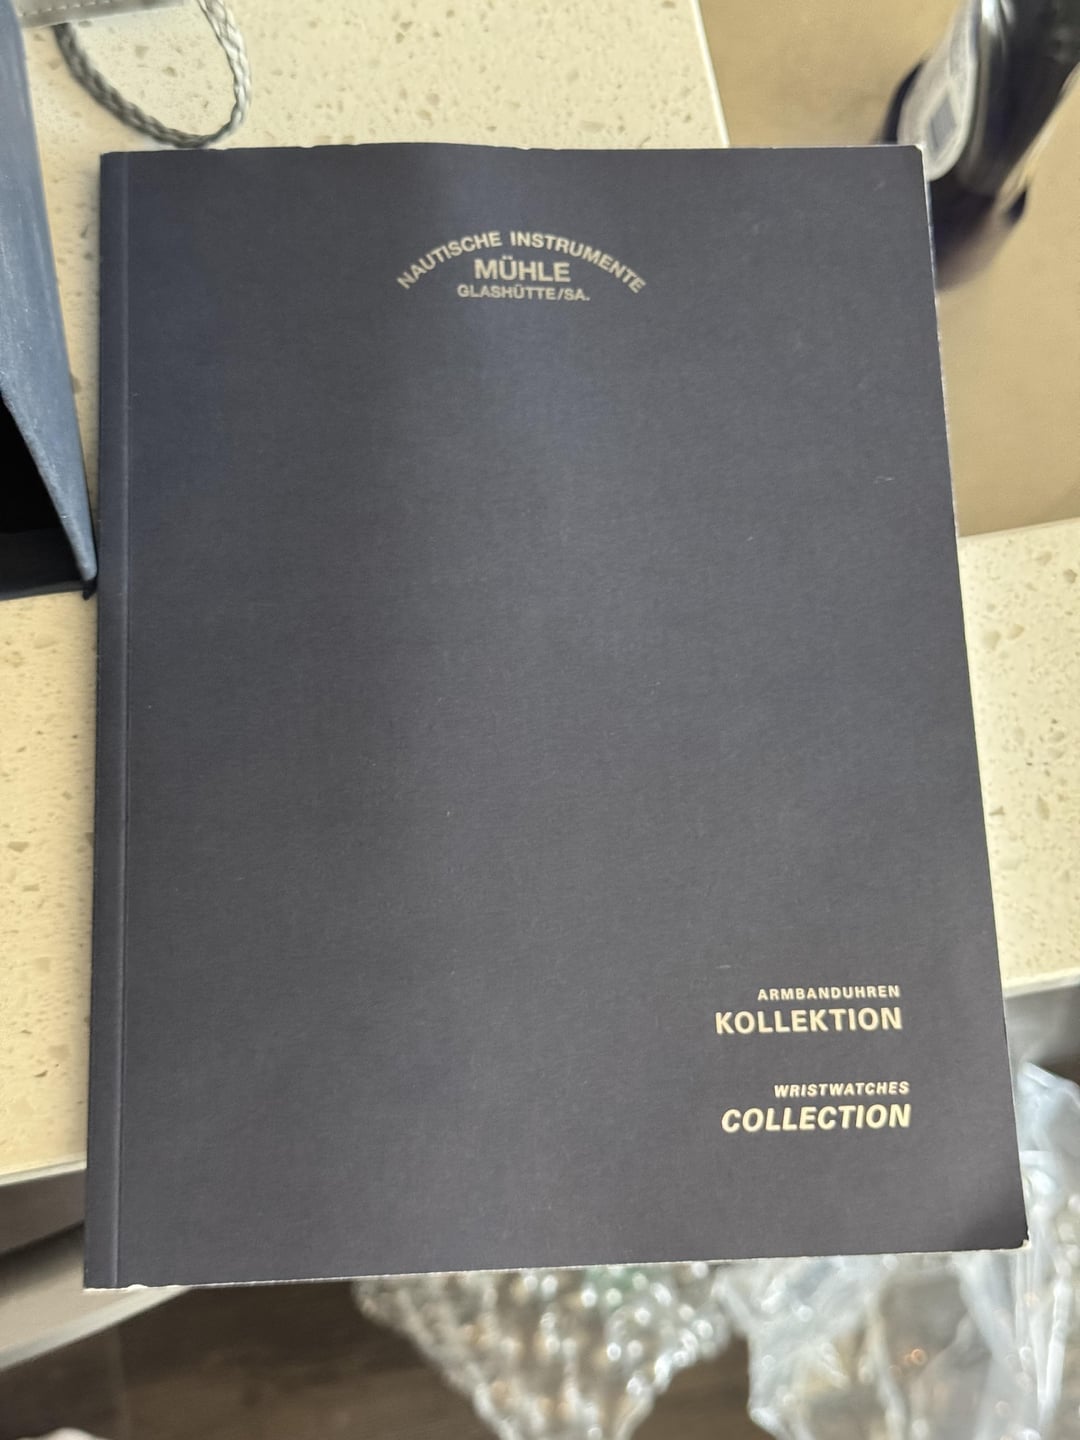 NAUTISCHE INSTRUMENTE
MÜHLE
GLASHÜTTE/SA.
ARMBANDUHREN
KOLLEKTION
WRISTWATCHES
COLLECTION